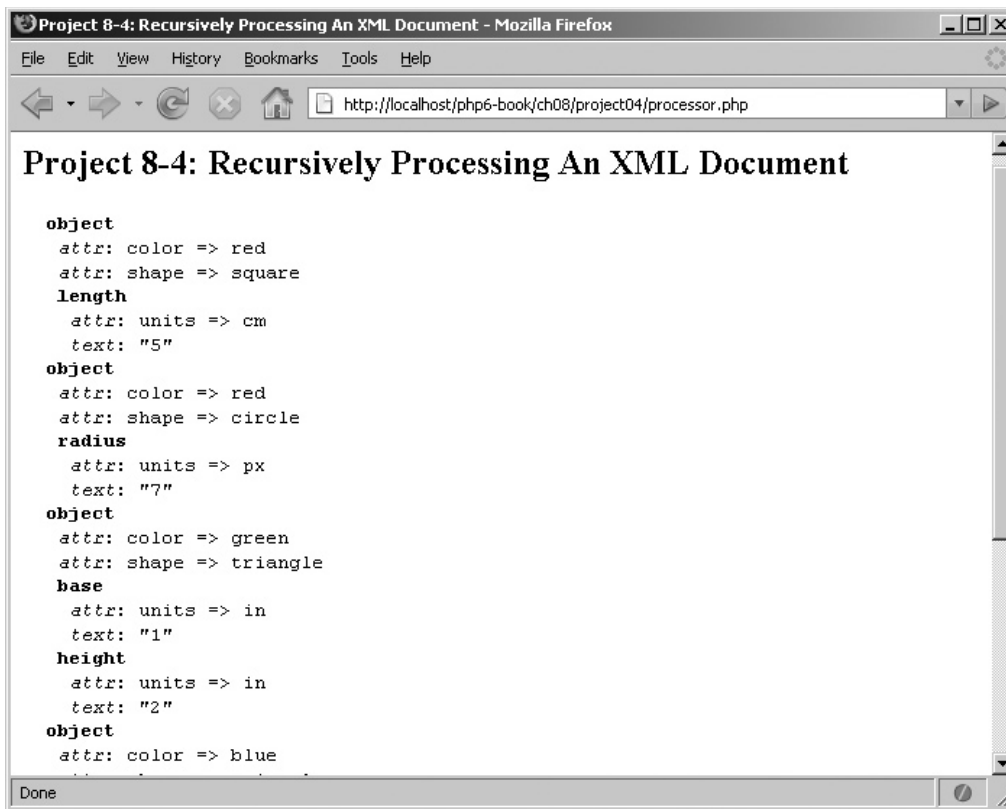 Project 8-4: Recursively Processing An XML Document - Mozilla Firefox
File Edit View History Bookmarks Tools Help
http://localhost/php6-book/ch08/project04/processor.php
Project 8-4: Recursively Processing An XML Document
object
attr: color => red
attr: shape => square
length
attr: units => cm
text: "5"
object
attr: color => red
attr: shape => circle
radius
attr: units => px
text: "7"
object
attr: color => green
attr: shape => triangle
base
attr: units => in
text: "1"
height
attr: units => in
text: "2"
object
attr: color => blue
Done